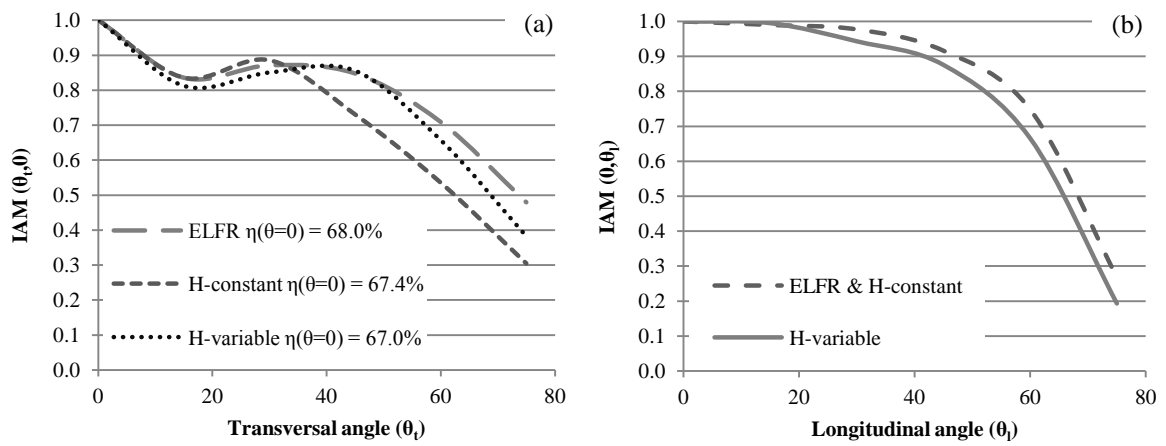 (a)
1.0
0.9
0.8
0.7
0.6
0.5
0.4
0.3
0.2
0.1
0.0
IAM (θt,0)
ELFR η(θ=0) = 68.0%
H-constant η(θ=0) = 67.4%
H-variable η(θ=0) = 67.0%
0 20 40 60 80
Transversal angle (θt)
(b)
1.0
0.9
0.8
0.7
0.6
0.5
0.4
0.3
0.2
0.1
0.0
IAM (0,θl)
ELFR & H-constant
H-variable
0 20 40 60 80
Longitudinal angle (θl)